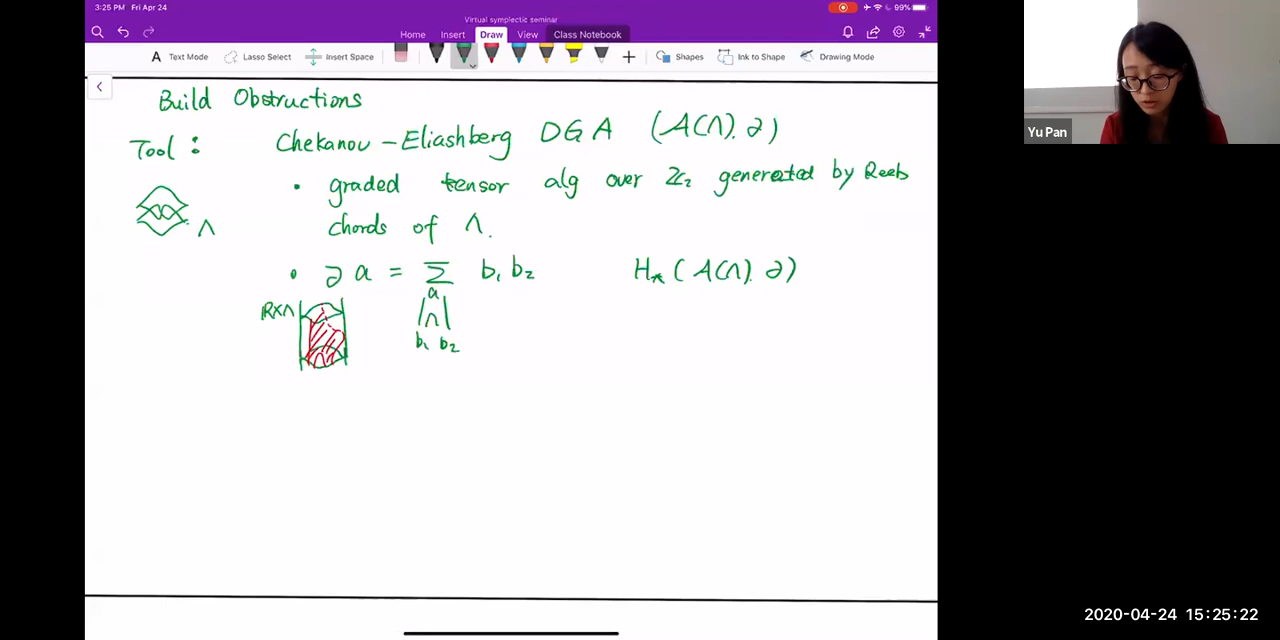 3:25 PM Fri Apr 24
99%
Virtual symplectic seminar
Home Insert Draw View Class Notebook
Text Mode Lasso Select Insert Space Shapes Ink to Shape Drawing Mode
Build Obstructions
Tool : Chekanov - Eliashberg DGA (A(Λ). ∂)
• graded tensor alg over Z₂ generated by Reeb
chords of Λ.
Λ
• ∂ a = Σ b₁ b₂ H⁎ ( A(Λ). ∂)
a
R×Λ
b₁ b₂
Yu Pan
2020-04-24 15:25:22